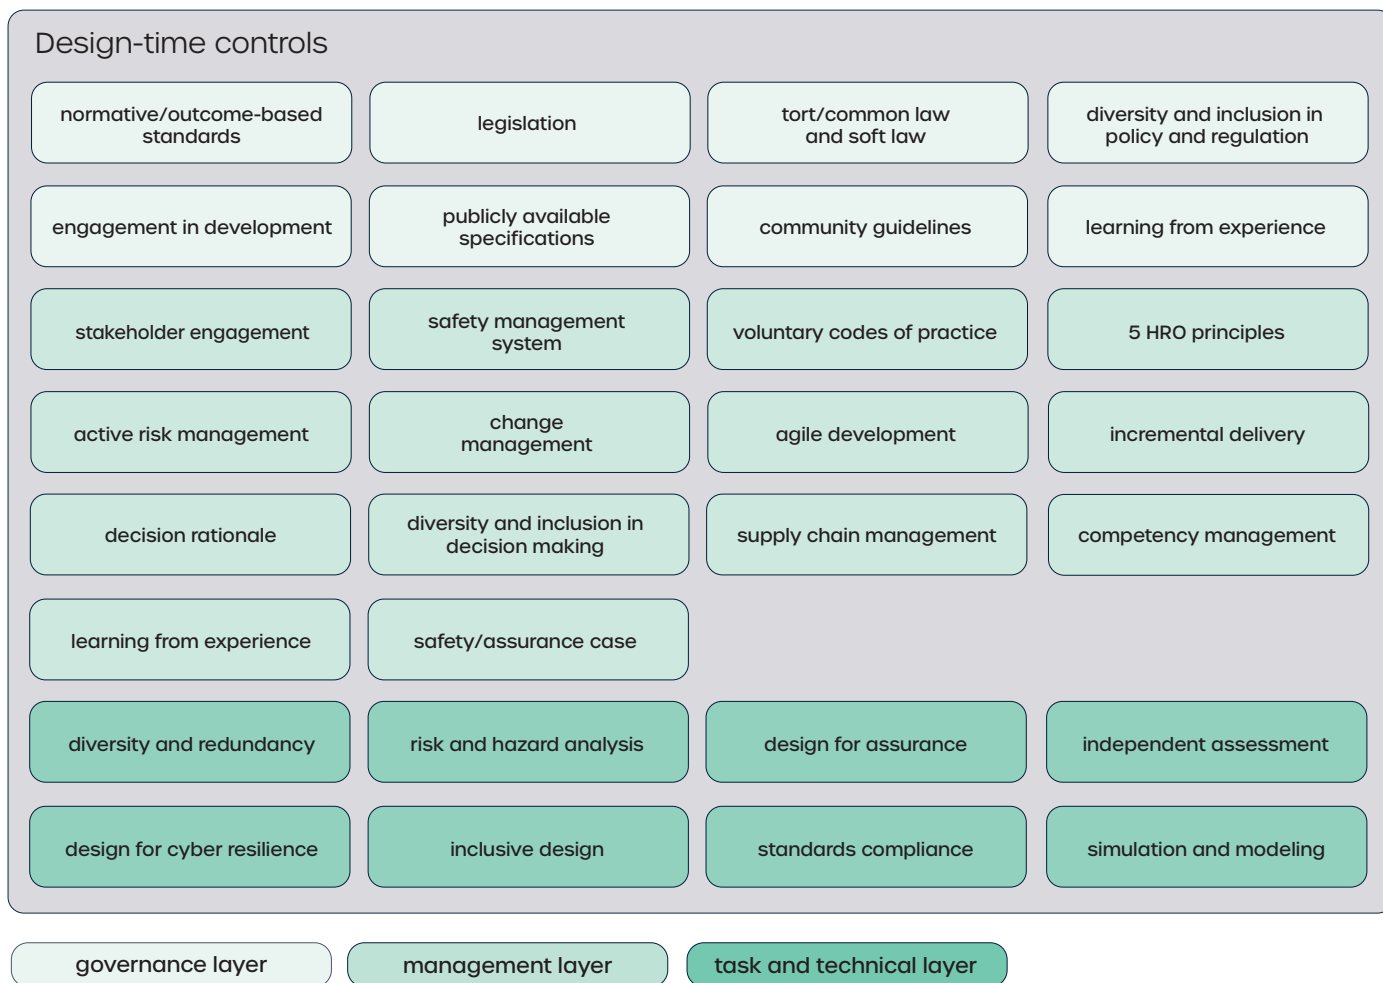 Design-time controls
normative/outcome-based
standards
legislation
tort/common law
and soft law
diversity and inclusion in
policy and regulation
engagement in development
publicly available
specifications
community guidelines
learning from experience
stakeholder engagement
safety management
system
voluntary codes of practice
5 HRO principles
active risk management
change
management
agile development
incremental delivery
decision rationale
diversity and inclusion in
decision making
supply chain management
competency management
learning from experience
safety/assurance case
diversity and redundancy
risk and hazard analysis
design for assurance
independent assessment
design for cyber resilience
inclusive design
standards compliance
simulation and modeling
governance layer
management layer
task and technical layer